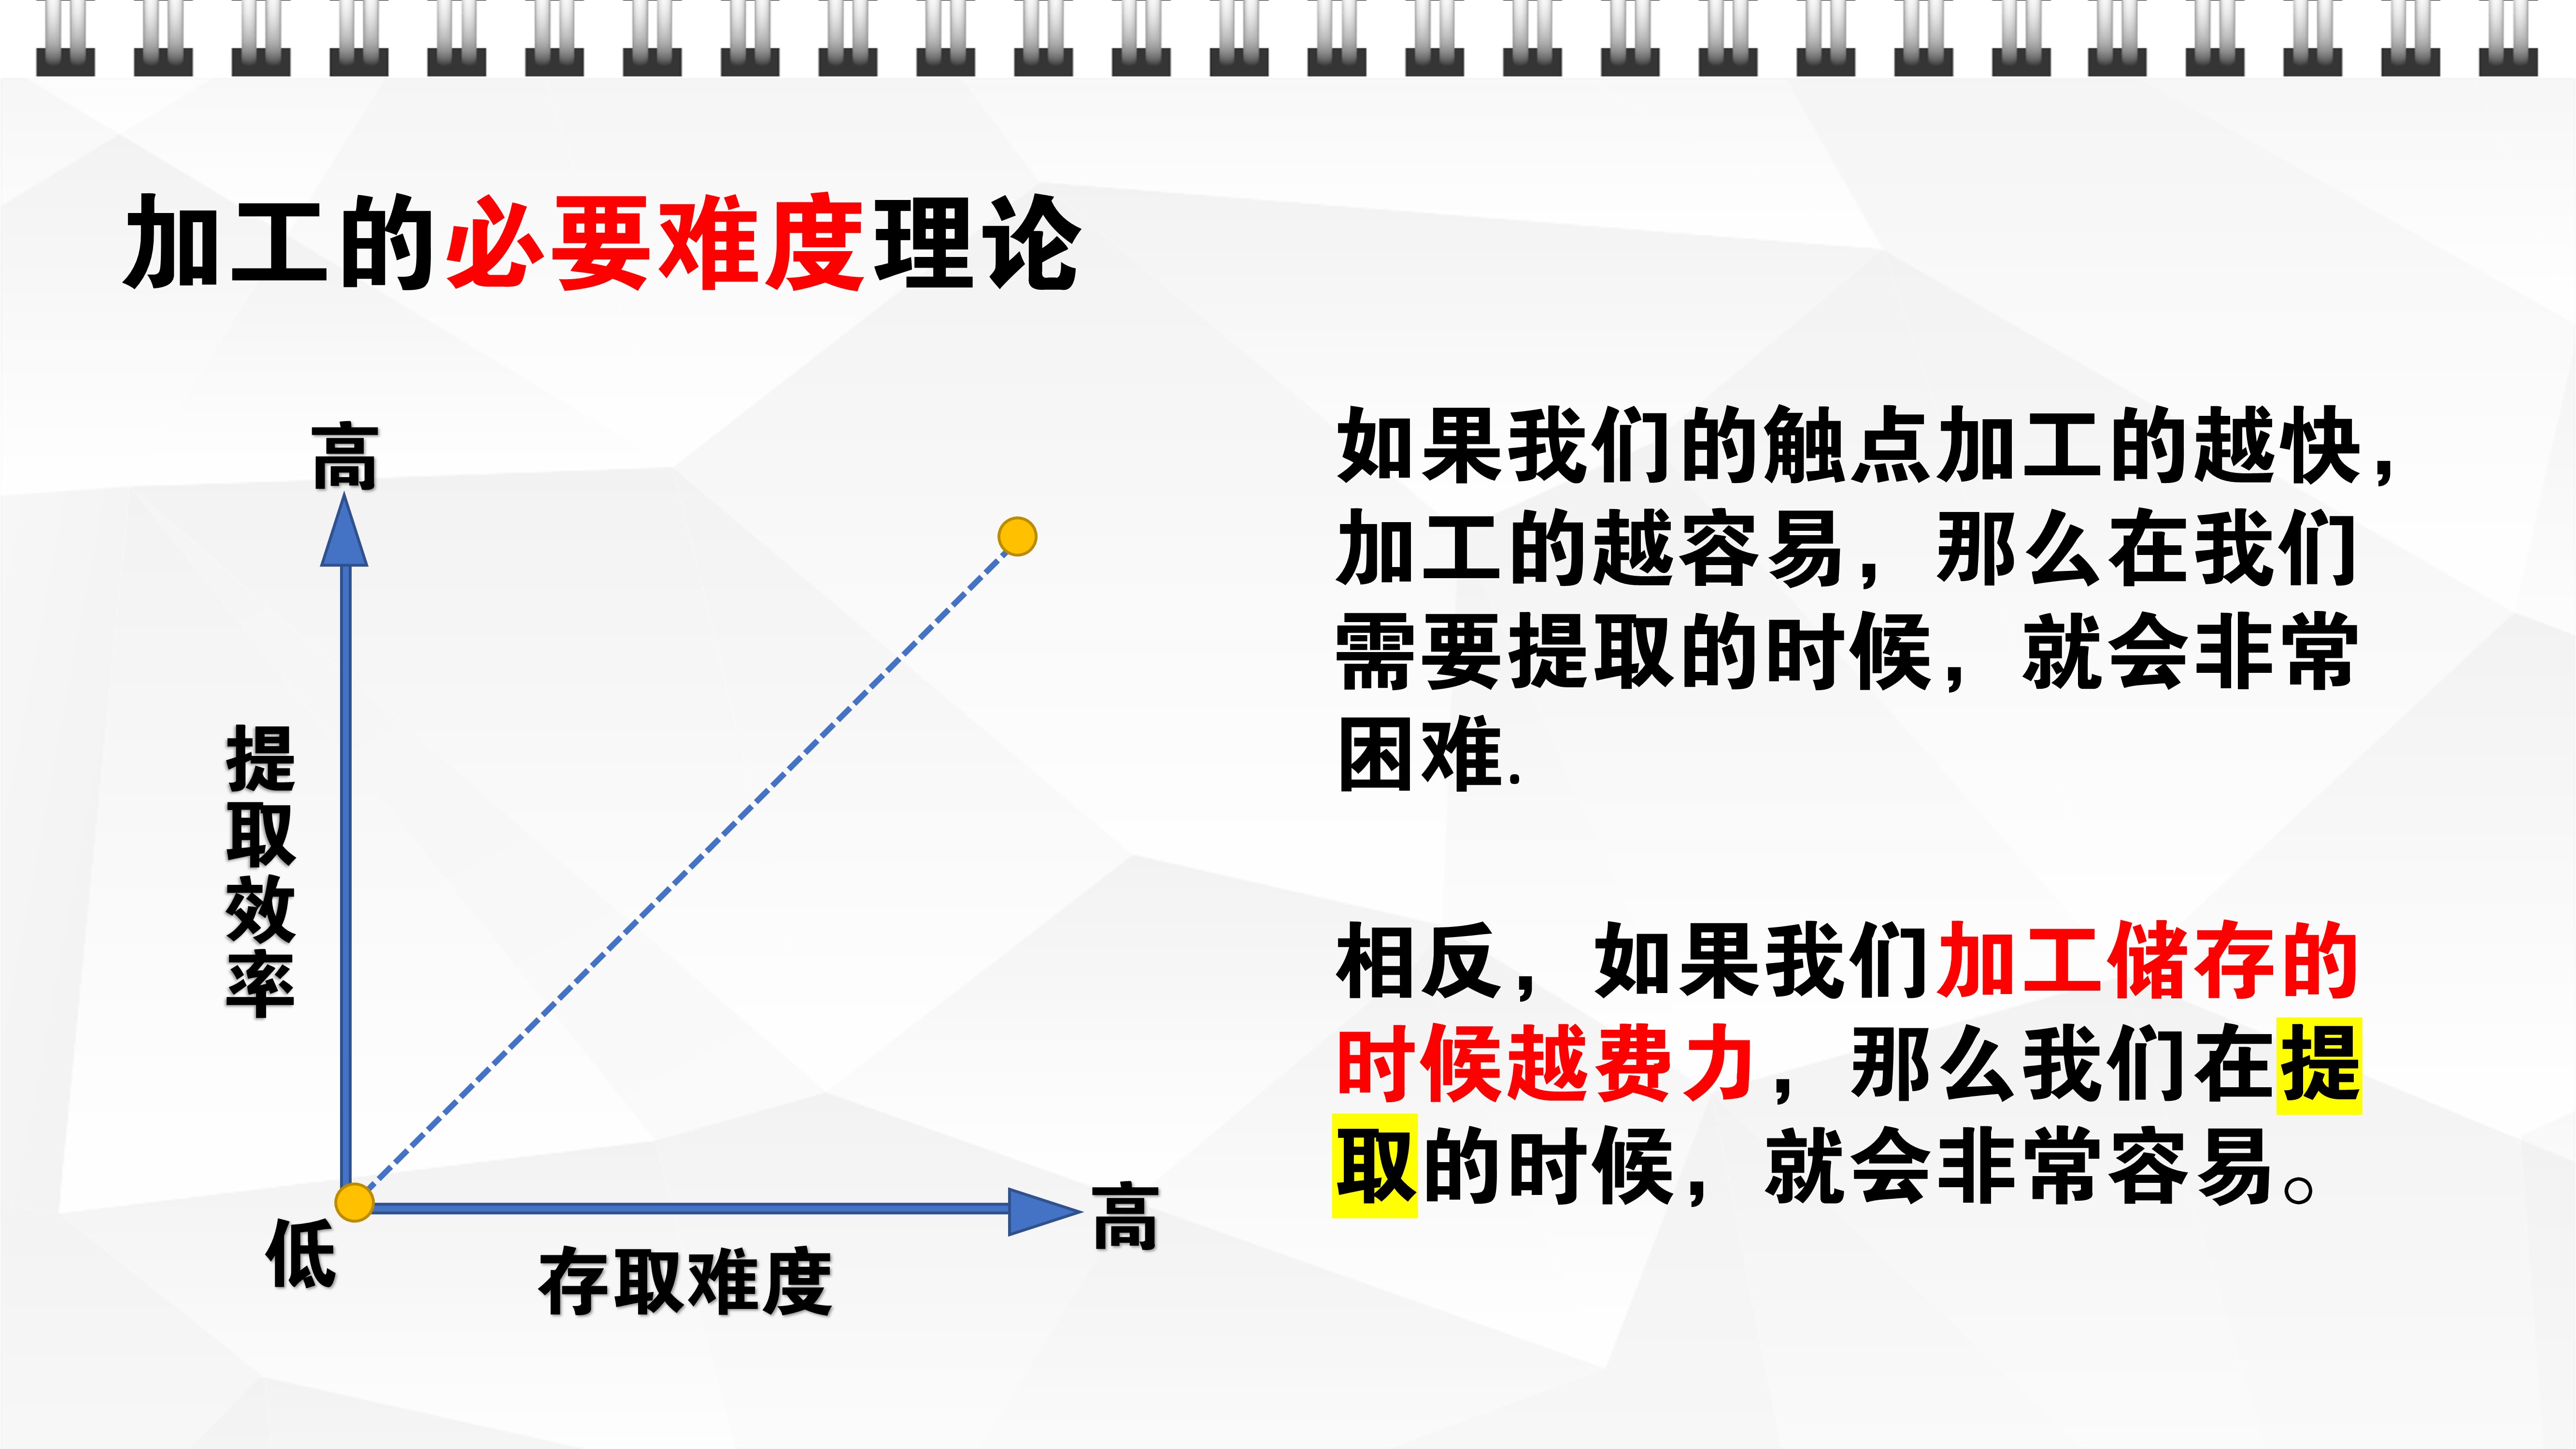 加工的必要难度理论
高
提取效率
低
存取难度
高
如果我们的触点加工的越快，
加工的越容易，那么在我们
需要提取的时候，就会非常
困难.
相反，如果我们加工储存的
时候越费力，那么我们在提
取的时候，就会非常容易。